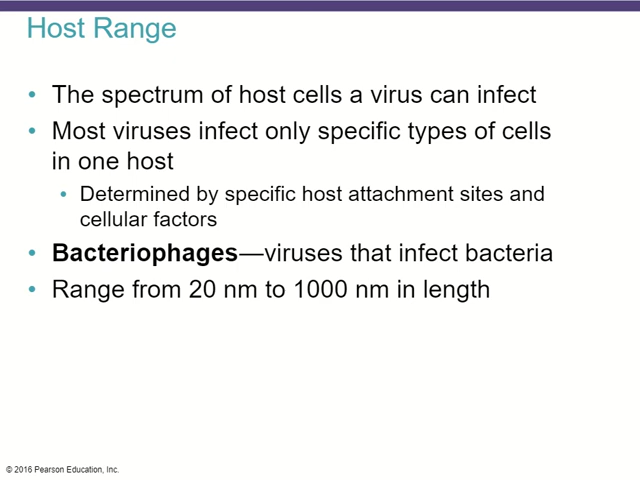 Host Range
• The spectrum of host cells a virus can infect
• Most viruses infect only specific types of cells
in one host
• Determined by specific host attachment sites and
cellular factors
• Bacteriophages—viruses that infect bacteria
• Range from 20 nm to 1000 nm in length
© 2016 Pearson Education, Inc.